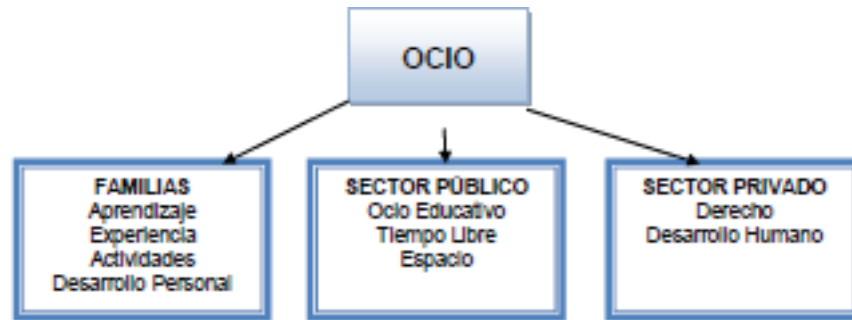 OCIO
FAMILIAS
Aprendizaje
Experiencia
Actividades
Desarrollo Personal
SECTOR PÚBLICO
Ocio Educativo
Tiempo Libre
Espacio
SECTOR PRIVADO
Derecho
Desarrollo Humano